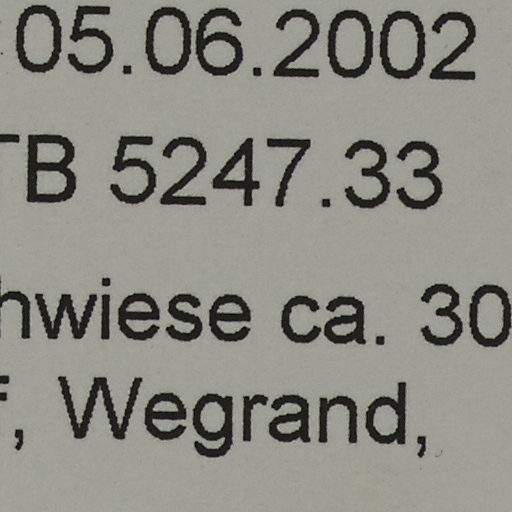 05.06.2002
TB 5247.33
hwiese ca. 30
, Wegrand,